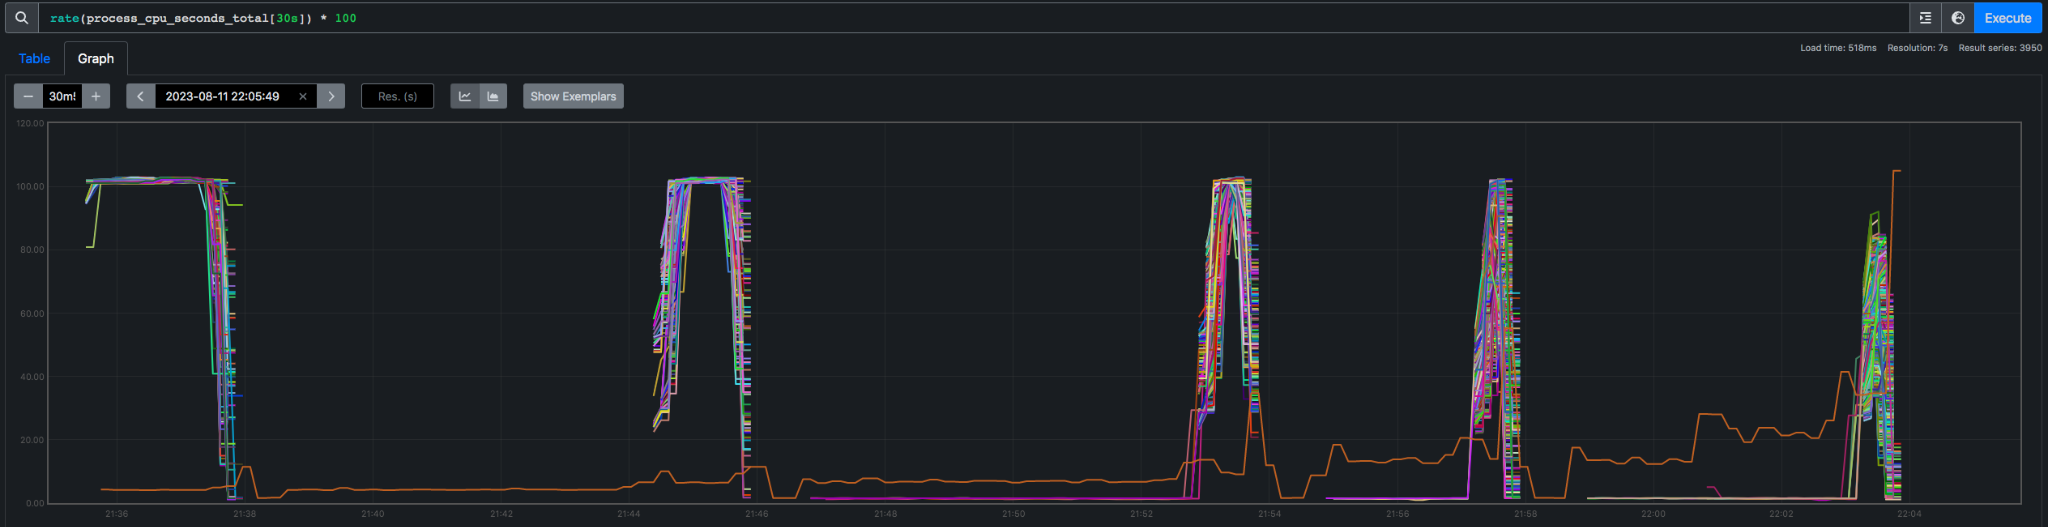 rate(process_cpu_seconds_total[30s]) * 100
Execute
Load time: 518ms Resolution: 7s Result series: 3950
Table Graph
− 30m! + < 2023-08-11 22:05:49 × > Res. (s) Show Exemplars
120.00
100.00
80.00
60.00
40.00
20.00
0.00
21:36 21:38 21:40 21:42 21:44 21:46 21:48 21:50 21:52 21:54 21:56 21:58 22:00 22:02 22:04